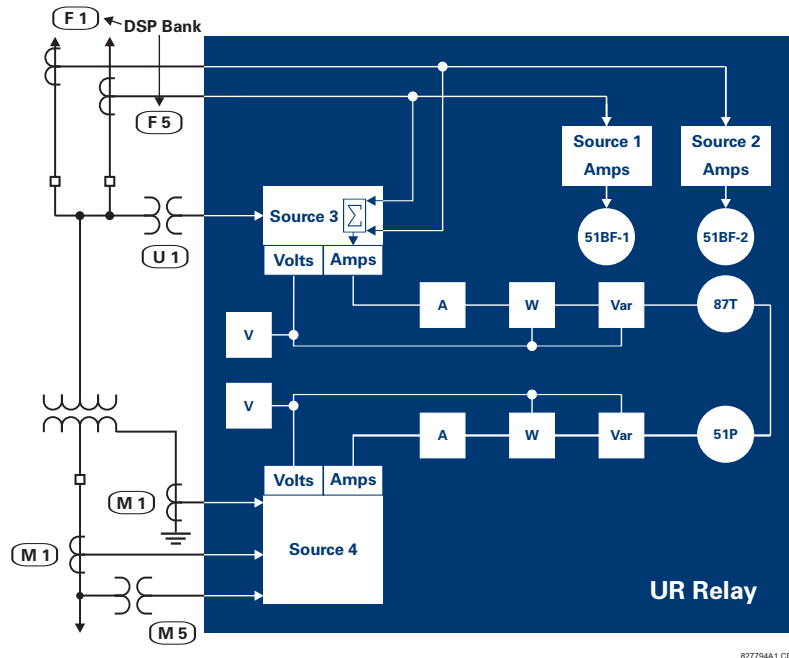 F 1
DSP Bank
F 5
Source 1
Amps
Source 2
Amps
Source 3
Σ
U 1
Volts
Amps
51BF-1
51BF-2
A
W
Var
87T
V
V
A
W
Var
51P
Volts
Amps
M 1
Source 4
M 1
M 5
UR Relay